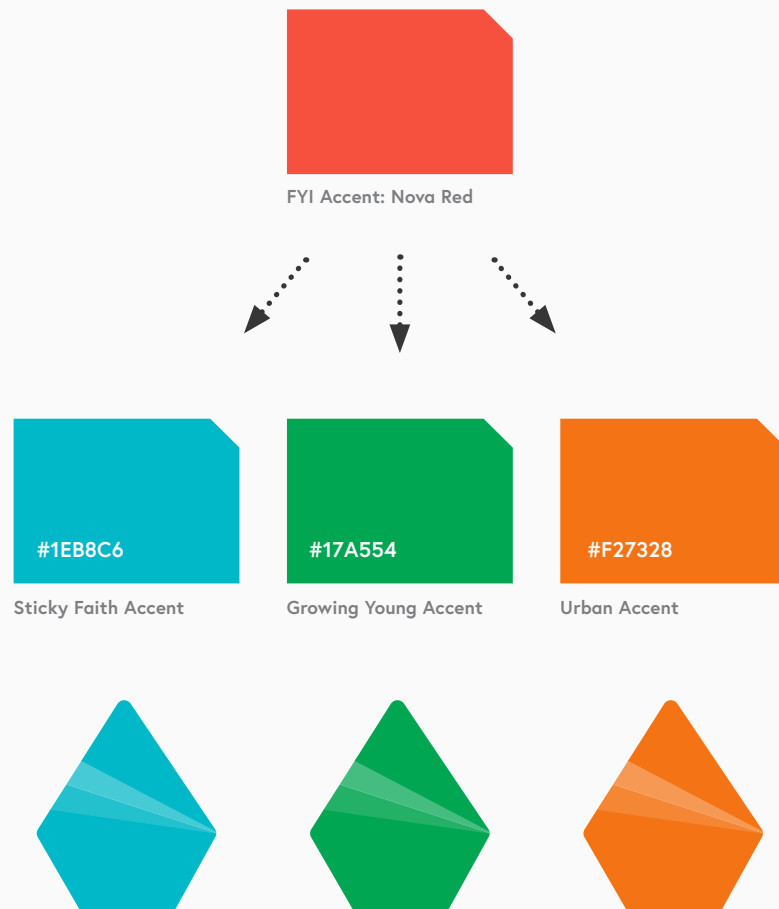 FYI Accent: Nova Red
#1EB8C6
#17A554
#F27328
Sticky Faith Accent
Growing Young Accent
Urban Accent